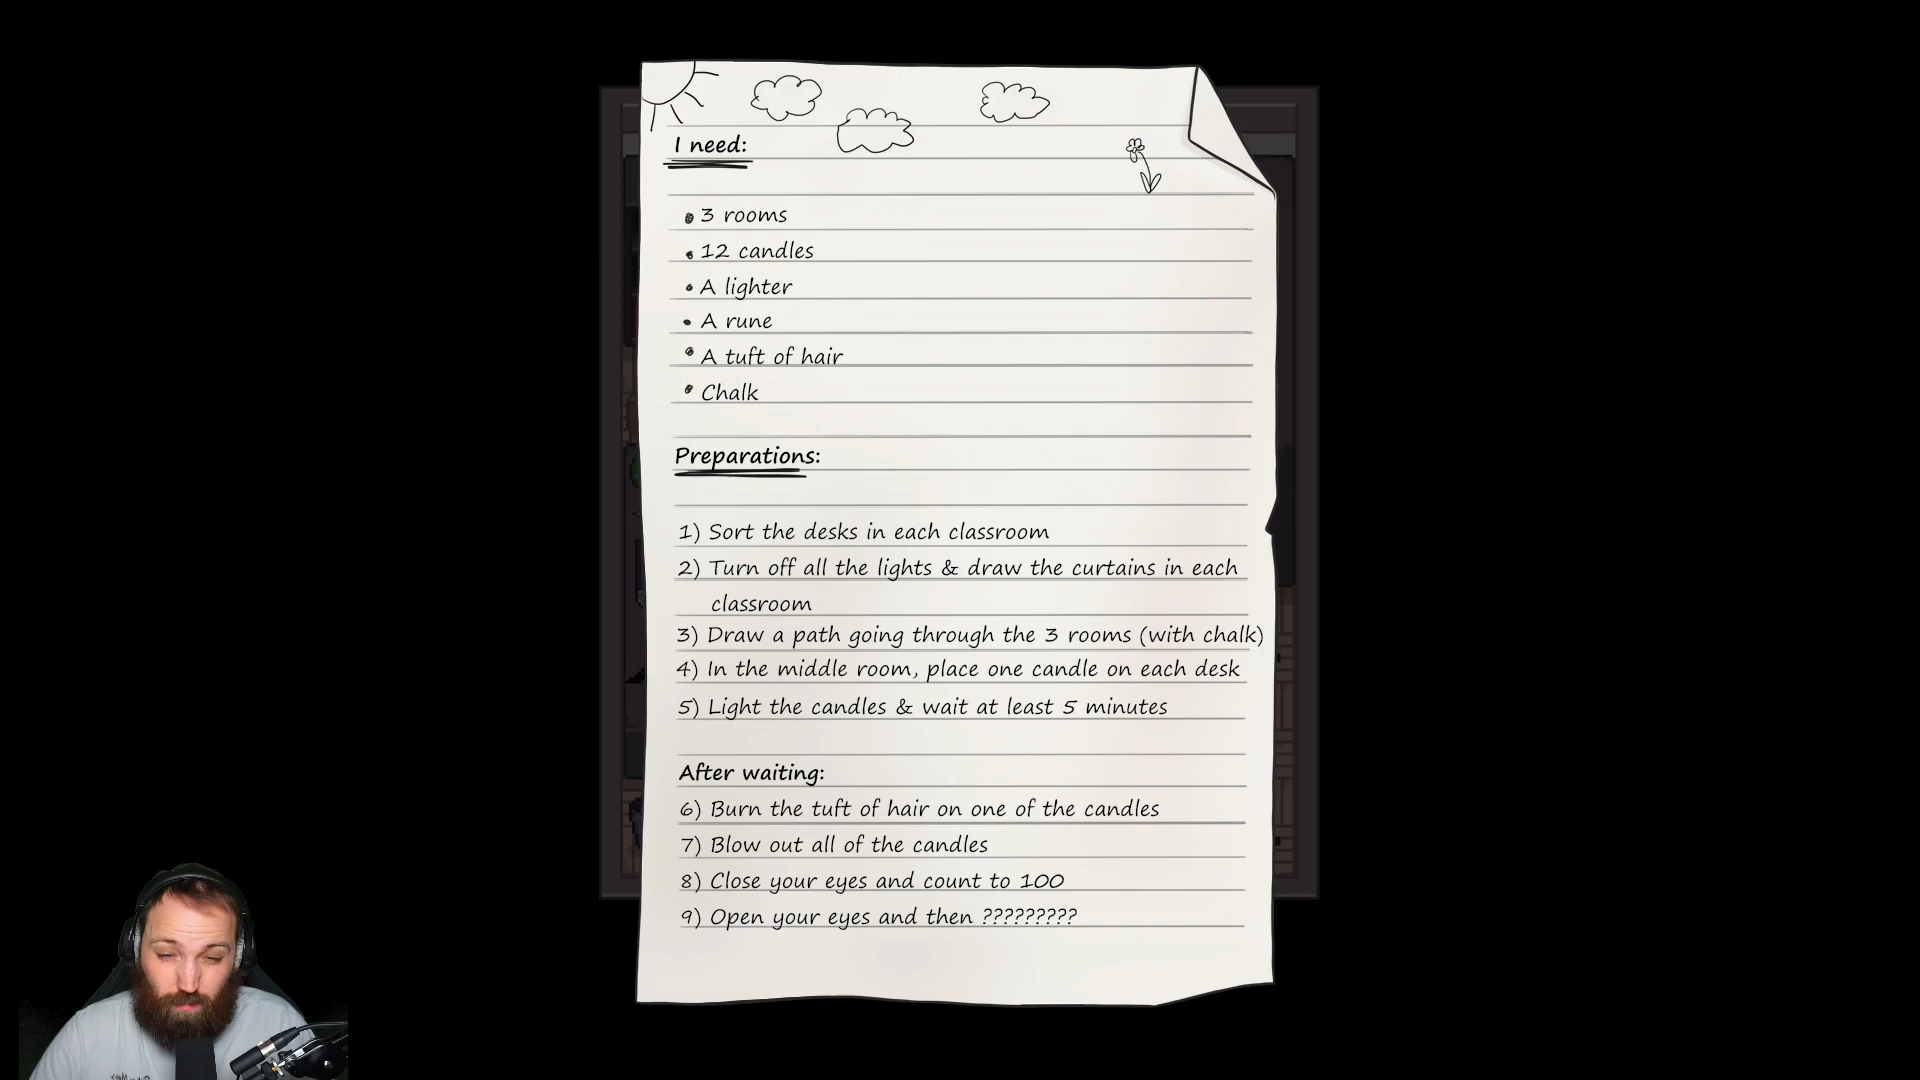 I need:
3 rooms
12 candles
A lighter
A rune
A tuft of hair
Chalk
Preparations:
1) Sort the desks in each classroom
2) Turn off all the lights & draw the curtains in each
classroom
3) Draw a path going through the 3 rooms (with chalk)
4) In the middle room, place one candle on each desk
5) Light the candles & wait at least 5 minutes
After waiting:
6) Burn the tuft of hair on one of the candles
7) Blow out all of the candles
8) Close your eyes and count to 100
9) Open your eyes and then ?????????